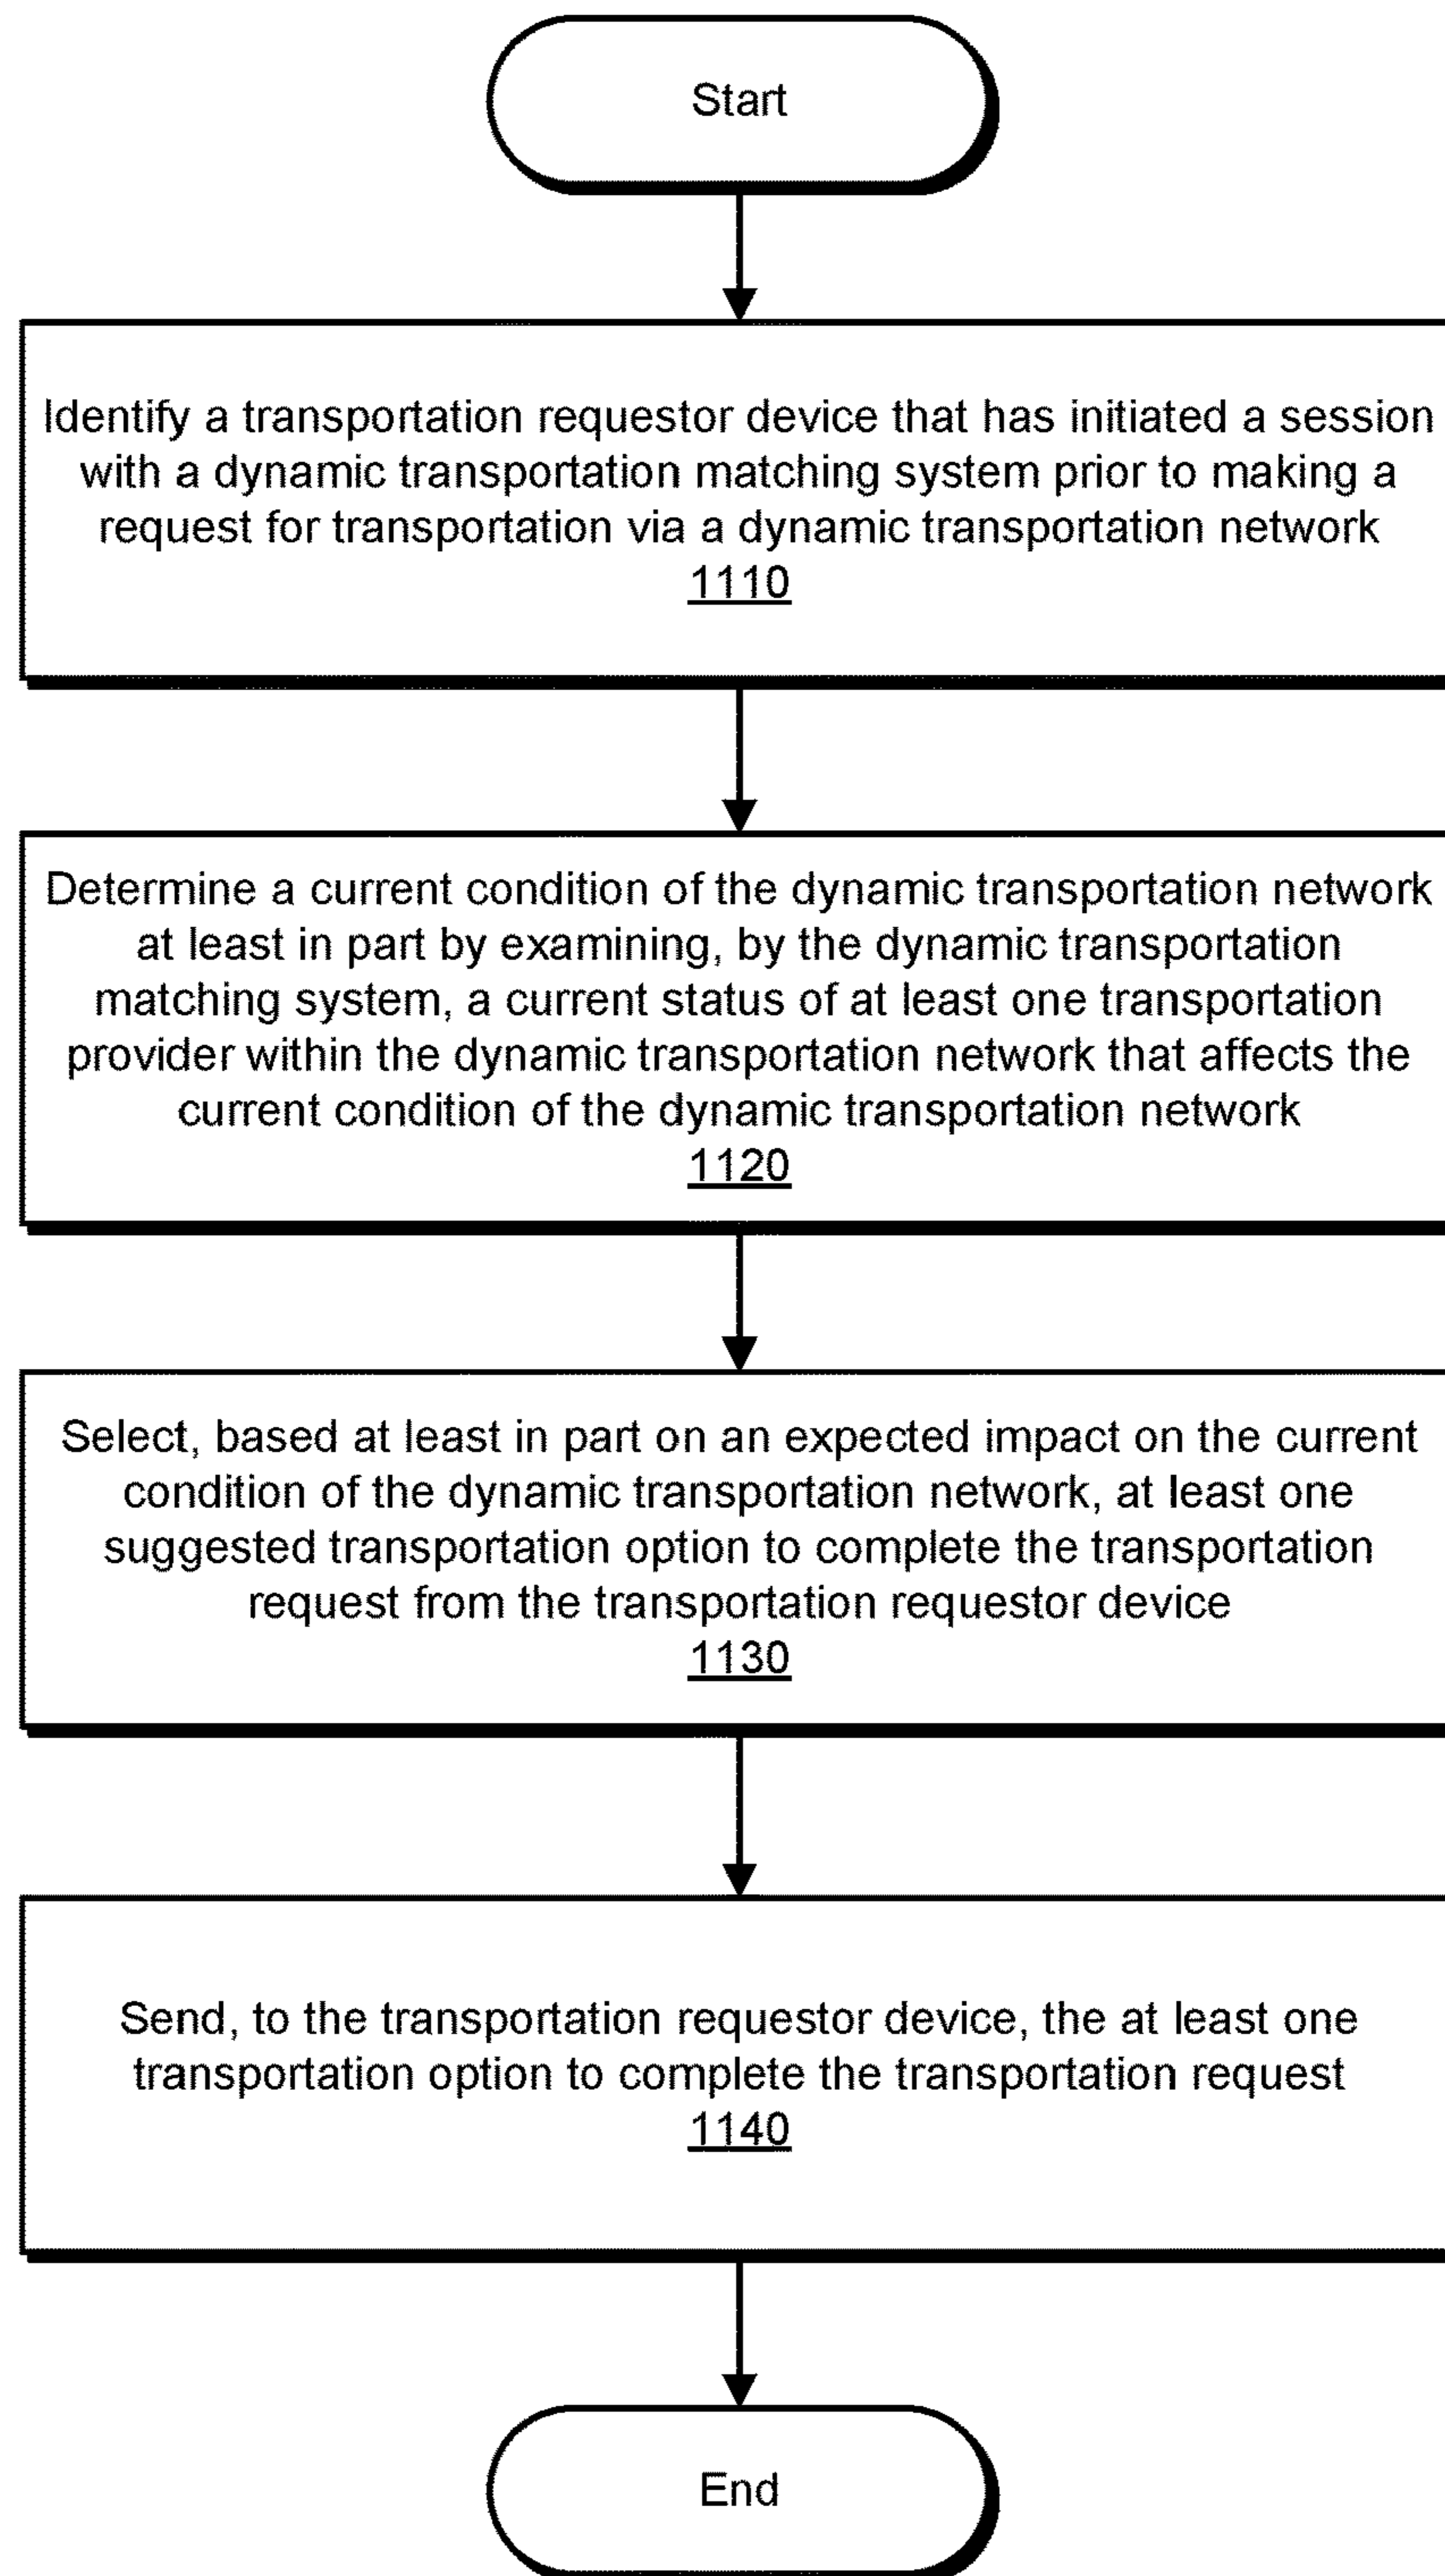 Start
Identify a transportation requestor device that has initiated a session
with a dynamic transportation matching system prior to making a
request for transportation via a dynamic transportation network
1110
Determine a current condition of the dynamic transportation network
at least in part by examining, by the dynamic transportation
matching system, a current status of at least one transportation
provider within the dynamic transportation network that affects the
current condition of the dynamic transportation network
1120
Select, based at least in part on an expected impact on the current
condition of the dynamic transportation network, at least one
suggested transportation option to complete the transportation
request from the transportation requestor device
1130
Send, to the transportation requestor device, the at least one
transportation option to complete the transportation request
1140
End